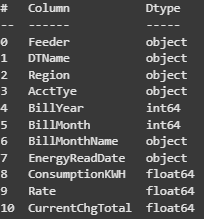 # Column Dtype
-- ------ -----
0 Feeder object
1 DTName object
2 Region object
3 AcctTye object
4 BillYear int64
5 BillMonth int64
6 BillMonthName object
7 EnergyReadDate object
8 ConsumptionKWH float64
9 Rate float64
10 CurrentChgTotal float64